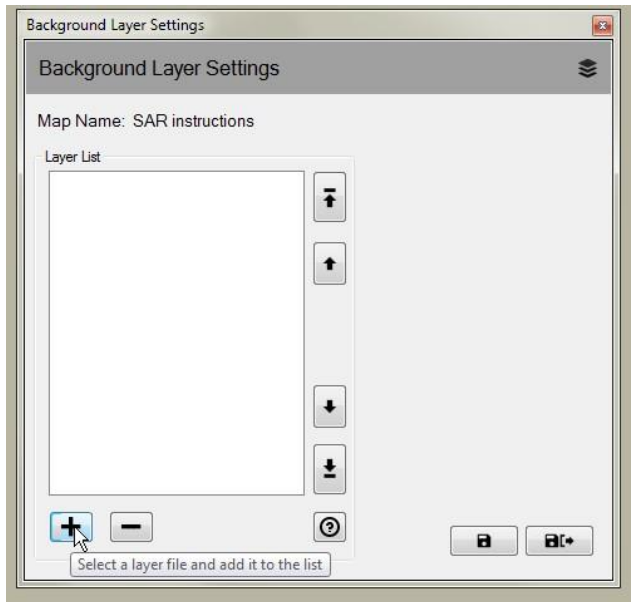 Background Layer Settings
Background Layer Settings
Map Name: SAR instructions
Layer List
Select a layer file and add it to the list